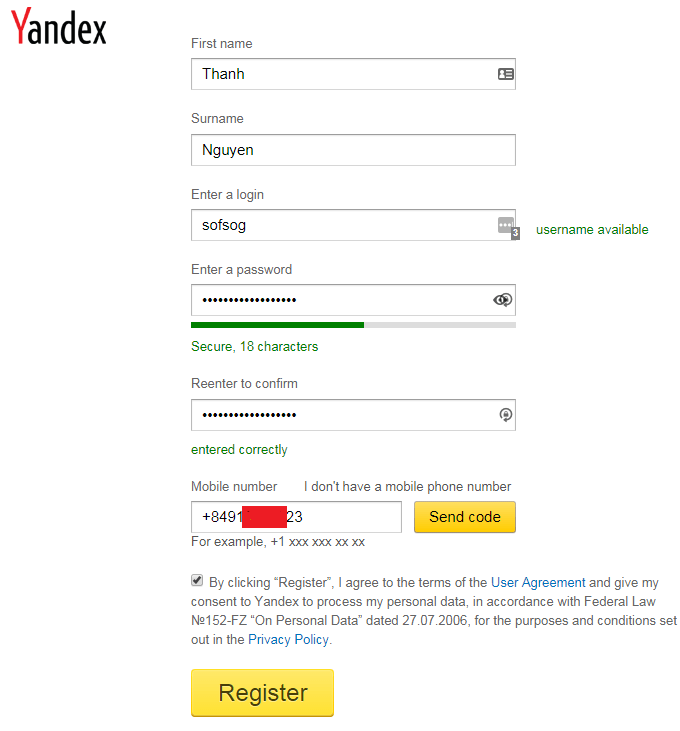 Yandex
First name
Thanh
Surname
Nguyen
Enter a login
sofsog
3
username available
Enter a password
••••••••••••••••••
Secure, 18 characters
Reenter to confirm
••••••••••••••••••
entered correctly
Mobile number I don't have a mobile phone number
+849 23
Send code
For example, +1 xxx xxx xx xx
By clicking “Register”, I agree to the terms of the User Agreement and give my
consent to Yandex to process my personal data, in accordance with Federal Law
№152-FZ “On Personal Data” dated 27.07.2006, for the purposes and conditions set
out in the Privacy Policy.
Register